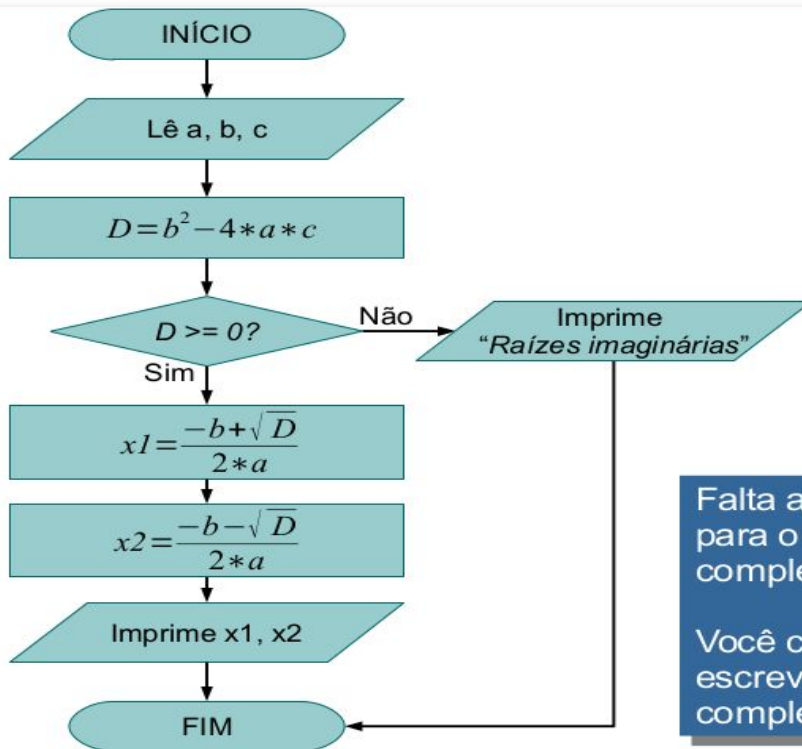 INÍCIO
Lê a, b, c
D=b²−4∗a∗c
D >= 0?
Não
Imprime
“Raízes imaginárias”
Sim
x1=(−b+√D)/(2∗a)
x2=(−b−√D)/(2∗a)
Imprime x1, x2
FIM
Falta
para o
Você